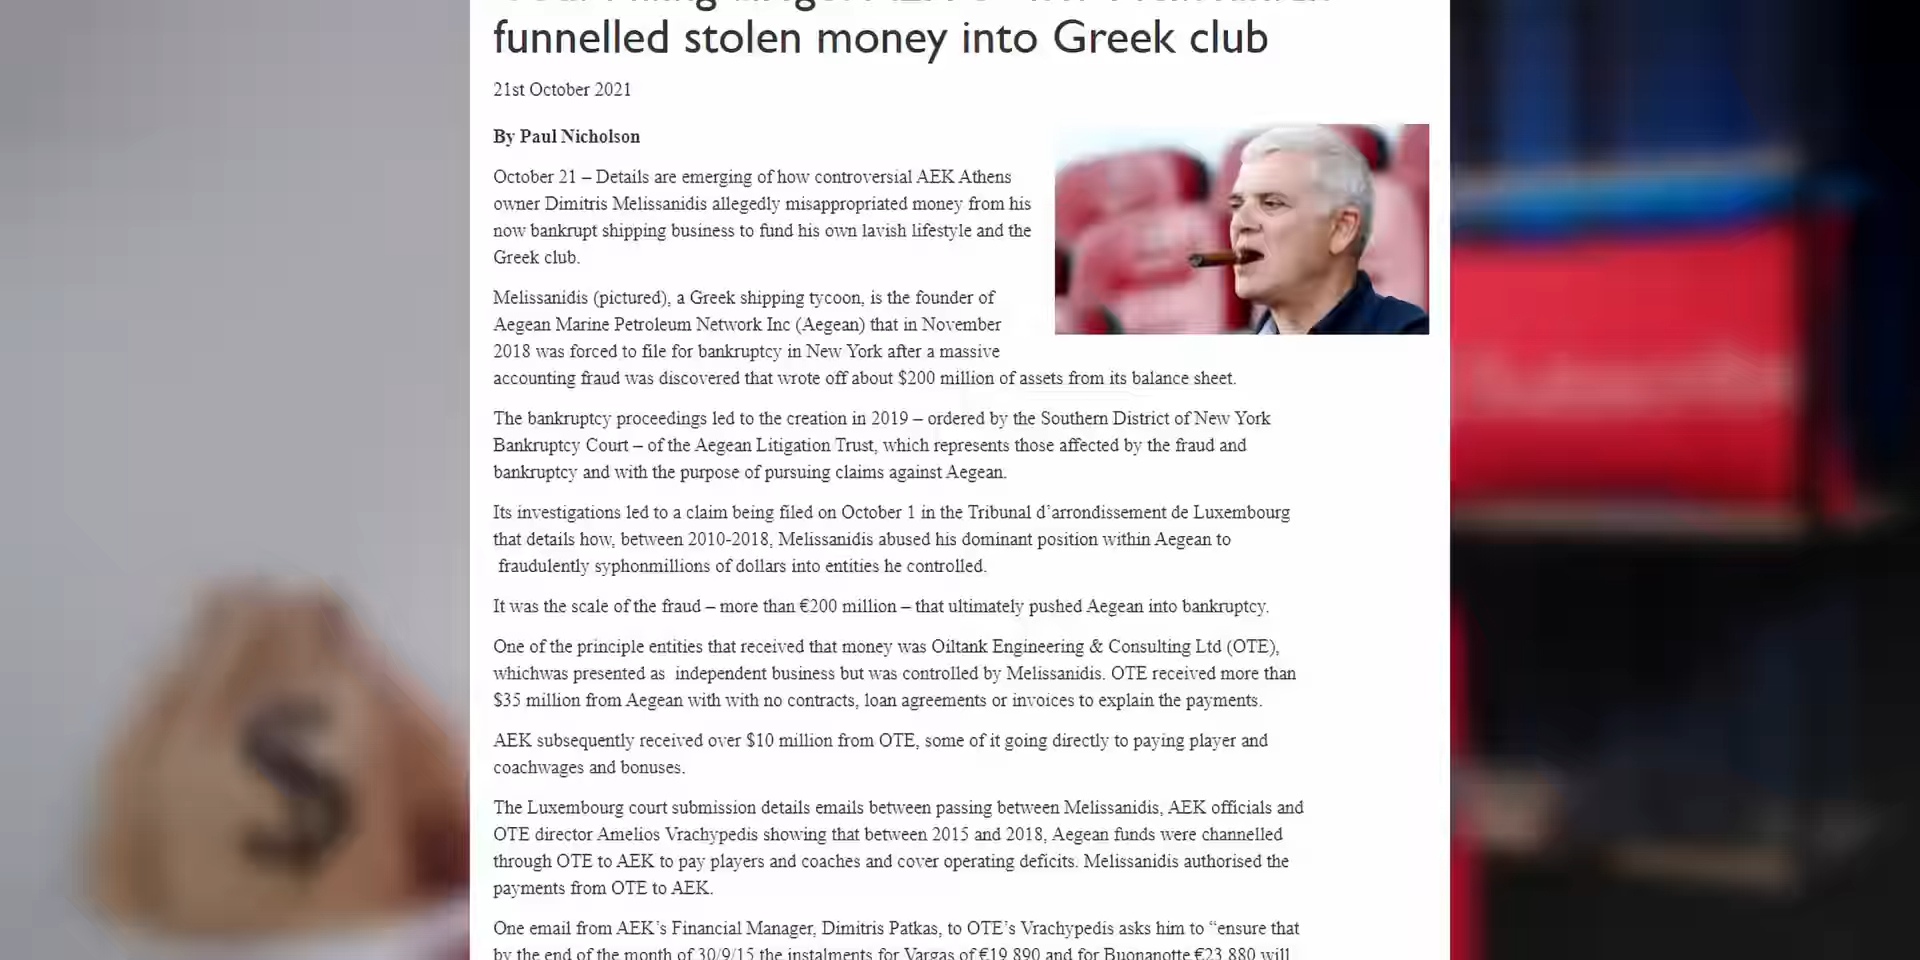 funnelled stolen money into Greek club
21st October 2021
By Paul Nicholson
October 21 – Details are emerging of how controversial AEK Athens
owner Dimitris Melissanidis allegedly misappropriated money from his
now bankrupt shipping business to fund his own lavish lifestyle and the
Greek club.
Melissanidis (pictured), a Greek shipping tycoon, is the founder of
Aegean Marine Petroleum Network Inc (Aegean) that in November
2018 was forced to file for bankruptcy in New York after a massive
accounting fraud was discovered that wrote off about $200 million of assets from its balance sheet.
The bankruptcy proceedings led to the creation in 2019 – ordered by the Southern District of New York
Bankruptcy Court – of the Aegean Litigation Trust, which represents those affected by the fraud and
bankruptcy and with the purpose of pursuing claims against Aegean.
Its investigations led to a claim being filed on October 1 in the Tribunal d’arrondissement de Luxembourg
that details how, between 2010-2018, Melissanidis abused his dominant position within Aegean to
fraudulently syphonmillions of dollars into entities he controlled.
It was the scale of the fraud – more than €200 million – that ultimately pushed Aegean into bankruptcy.
One of the principle entities that received that money was Oiltank Engineering & Consulting Ltd (OTE),
whichwas presented as independent business but was controlled by Melissanidis. OTE received more than
$35 million from Aegean with with no contracts, loan agreements or invoices to explain the payments.
AEK subsequently received over $10 million from OTE, some of it going directly to paying player and
coachwages and bonuses.
The Luxembourg court submission details emails between passing between Melissanidis, AEK officials and
OTE director Amelios Vrachypedis showing that between 2015 and 2018, Aegean funds were channelled
through OTE to AEK to pay players and coaches and cover operating deficits. Melissanidis authorised the
payments from OTE to AEK.
One email from AEK’s Financial Manager, Dimitris Patkas, to OTE’s Vrachypedis asks him to “ensure that
by the end of the month of 30/9/15 the instalments for Vargas of €19,890 and for Buonanotte €23,880 will
$